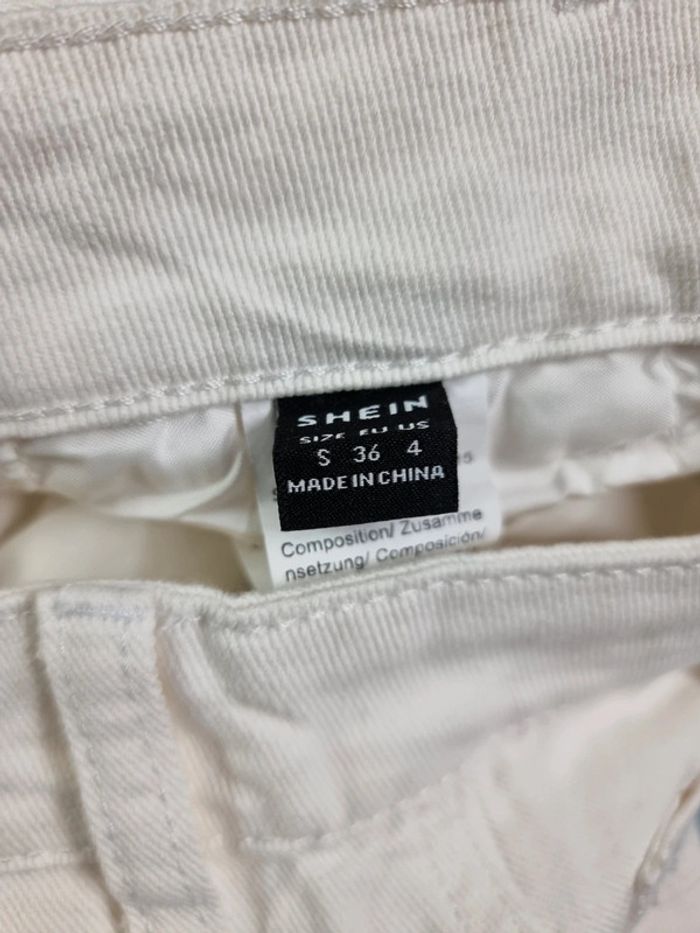 SHEIN
SIZE EU US
S 36 4
MADE IN CHINA
Composition/ Zusamme
nsetzung/ Composición/